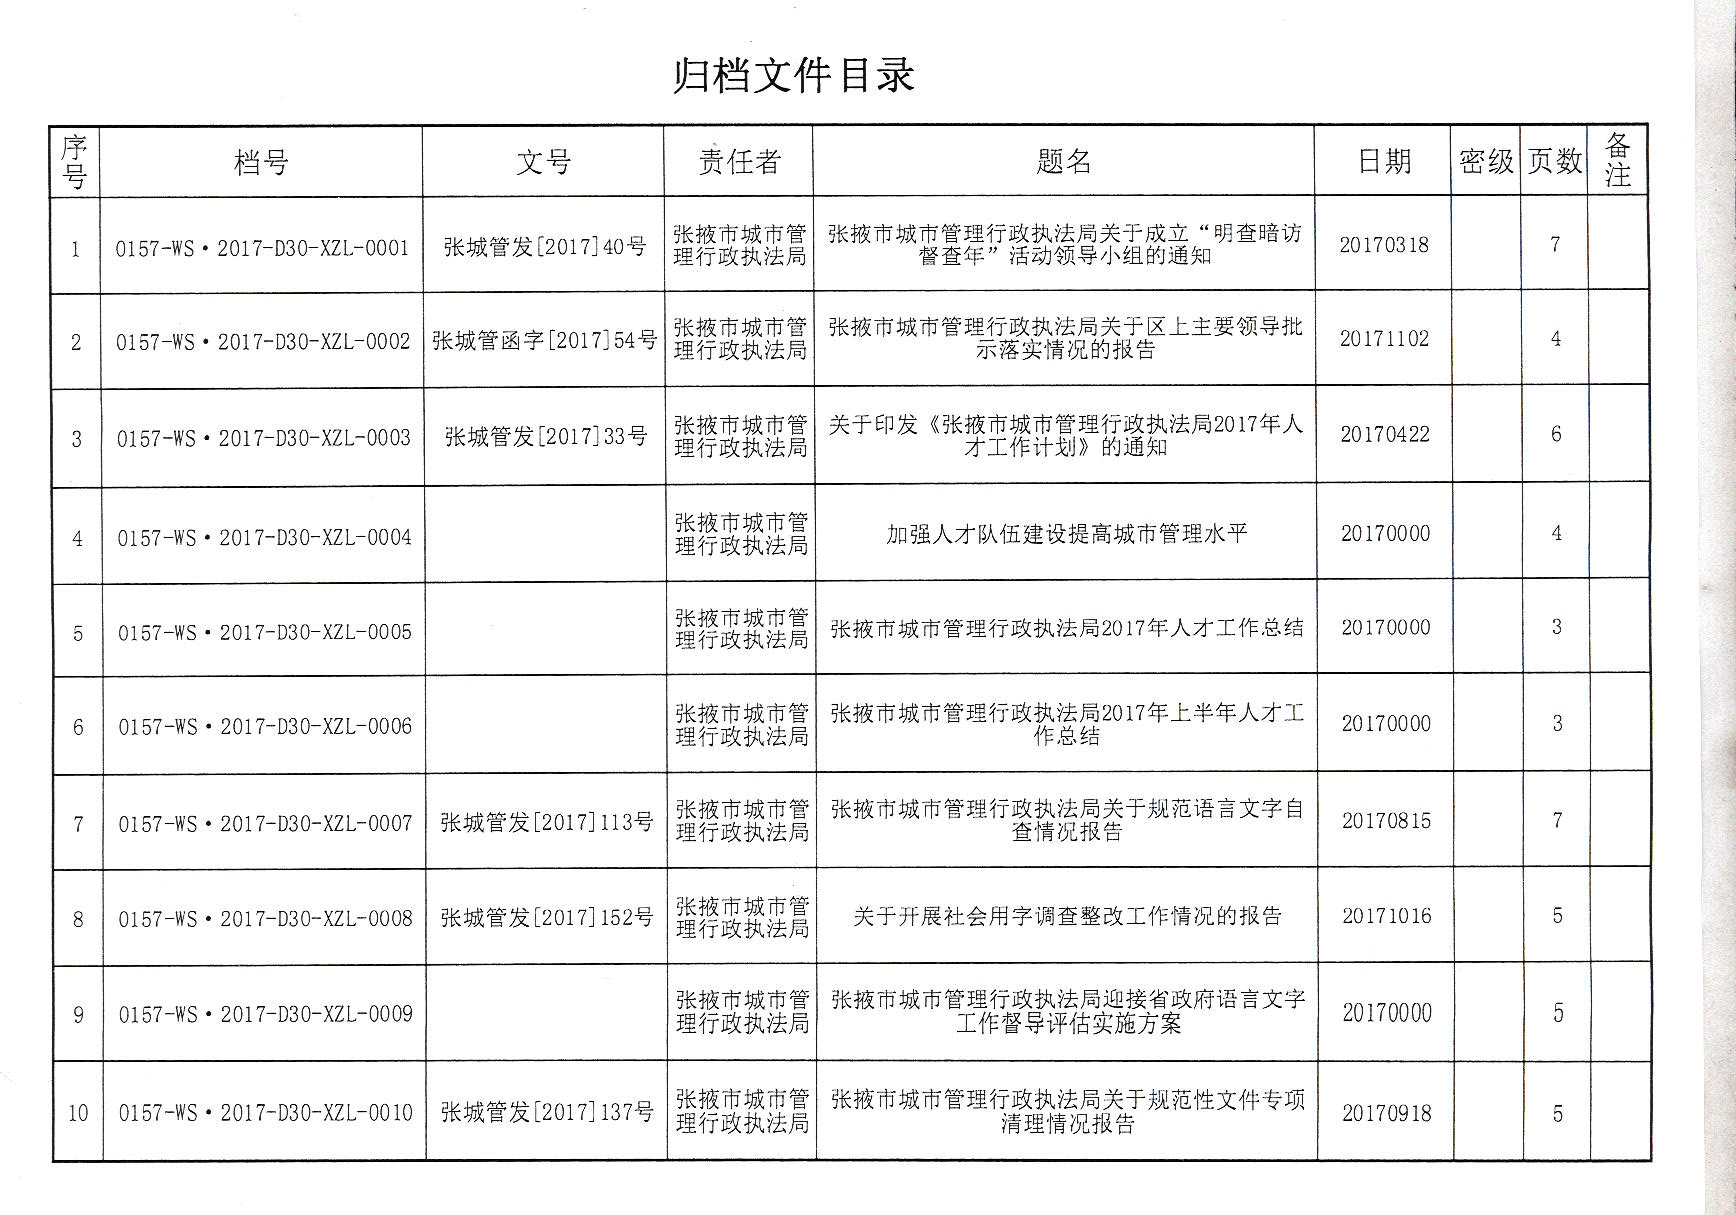 归档文件目录
序号 档号 文号 责任者 题名 日期 密级 页数 备注
1 0157-WS·2017-D30-XZL-0001 张城管发[2017]40号 张掖市城市管理行政执法局 张掖市城市管理行政执法局关于成立“明查暗访督查年”活动领导小组的通知 20170318 7
2 0157-WS·2017-D30-XZL-0002 张城管函字[2017]54号 张掖市城市管理行政执法局 张掖市城市管理行政执法局关于区上主要领导批示落实情况的报告 20171102 4
3 0157-WS·2017-D30-XZL-0003 张城管发[2017]33号 张掖市城市管理行政执法局 关于印发《张掖市城市管理行政执法局2017年人才工作计划》的通知 20170422 6
4 0157-WS·2017-D30-XZL-0004 张掖市城市管理行政执法局 加强人才队伍建设提高城市管理水平 20170000 4
5 0157-WS·2017-D30-XZL-0005 张掖市城市管理行政执法局 张掖市城市管理行政执法局2017年人才工作总结 20170000 3
6 0157-WS·2017-D30-XZL-0006 张掖市城市管理行政执法局 张掖市城市管理行政执法局2017年上半年人才工作总结 20170000 3
7 0157-WS·2017-D30-XZL-0007 张城管发[2017]113号 张掖市城市管理行政执法局 张掖市城市管理行政执法局关于规范语言文字自查情况报告 20170815 7
8 0157-WS·2017-D30-XZL-0008 张城管发[2017]152号 张掖市城市管理行政执法局 关于开展社会用字调查整改工作情况的报告 20171016 5
9 0157-WS·2017-D30-XZL-0009 张掖市城市管理行政执法局 张掖市城市管理行政执法局迎接省政府语言文字工作督导评估实施方案 20170000 5
10 0157-WS·2017-D30-XZL-0010 张城管发[2017]137号 张掖市城市管理行政执法局 张掖市城市管理行政执法局关于规范性文件专项清理情况报告 20170918 5